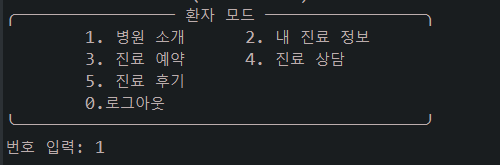 환자 모드
1. 병원 소개 2. 내 진료 정보
3. 진료 예약 4. 진료 상담
5. 진료 후기
0.로그아웃
번호 입력: 1